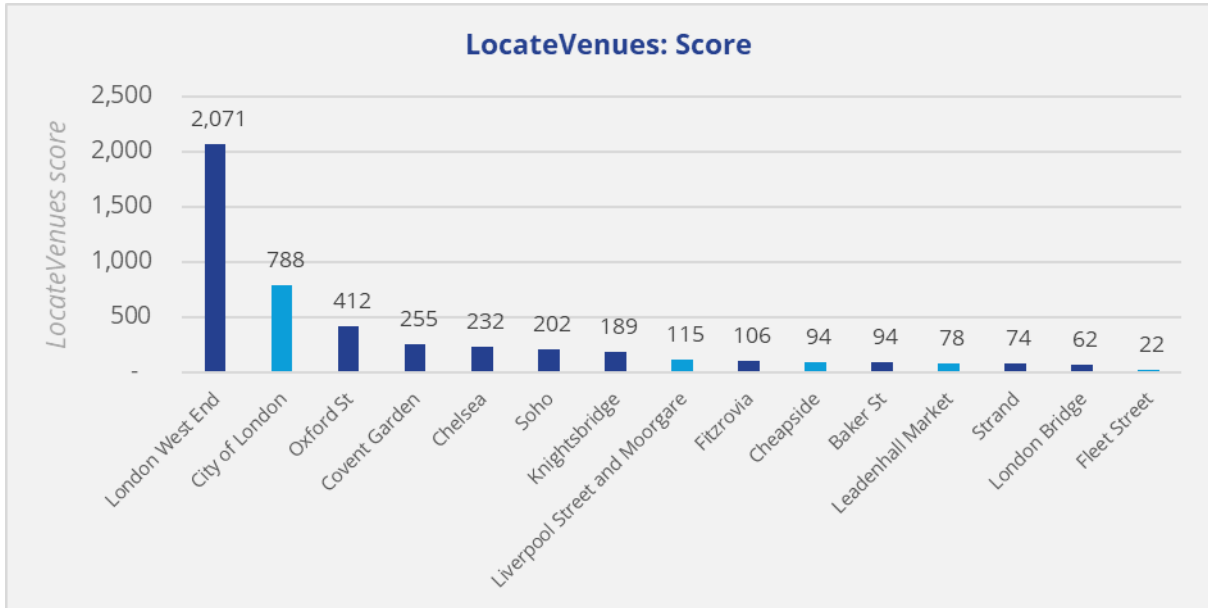 LocateVenues: Score
LocateVenues score
2,500
2,000
1,500
1,000
500
-
2,071
788
412
255
232
202
189
115
106
94
94
78
74
62
22
London West End
City of London
Oxford St
Covent Garden
Chelsea
Soho
Knightsbridge
Liverpool Street and Moorgare
Fitzrovia
Cheapside
Baker St
Leadenhall Market
Strand
London Bridge
Fleet Street